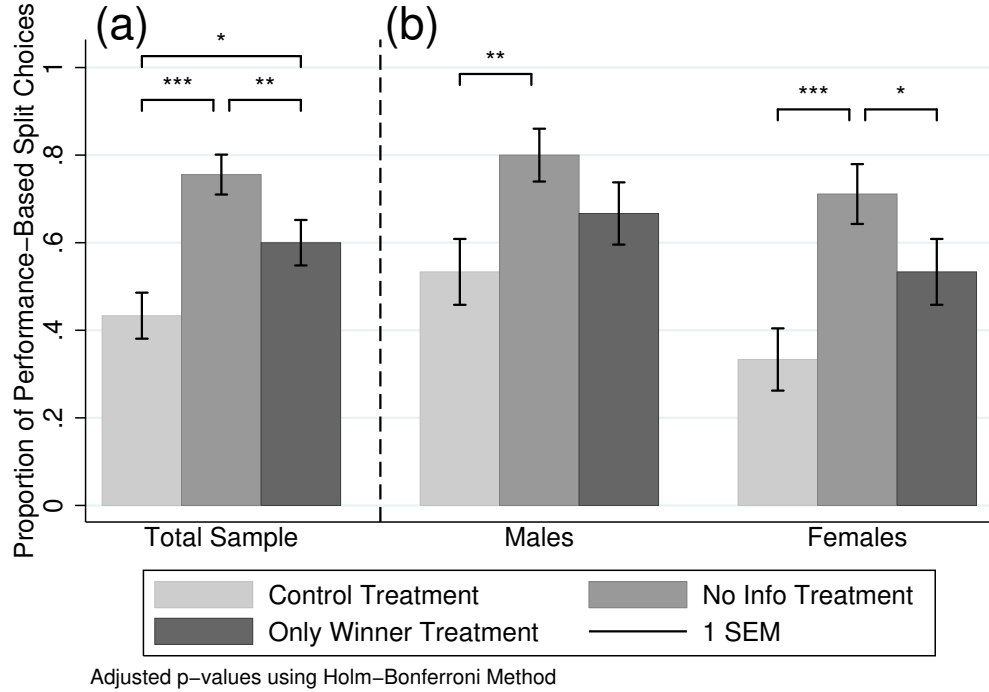 (a)
(b)
Proportion of Performance−Based Split Choices
1
.8
.6
.4
.2
0
*
***
**
**
***
*
Total Sample
Males
Females
Control Treatment
No Info Treatment
Only Winner Treatment
1 SEM
Adjusted p−values using Holm−Bonferroni Method